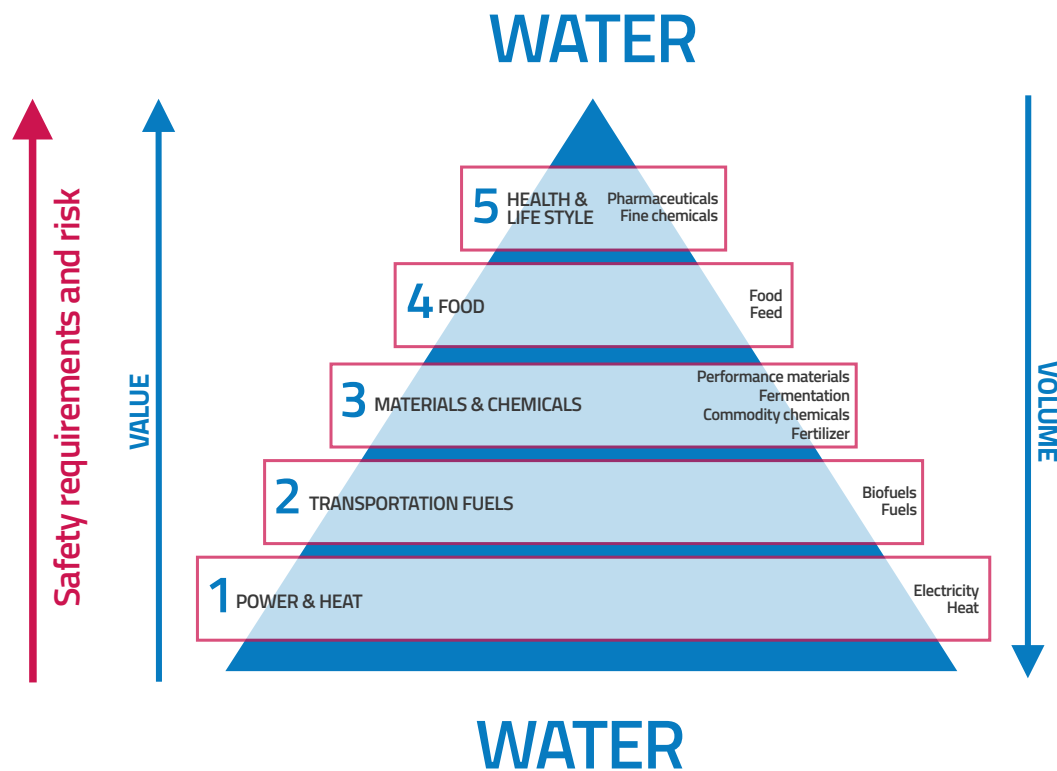 WATER
Safety requirements and risk
VALUE
VOLUME
5 HEALTH &
LIFE STYLE
Pharmaceuticals
Fine chemicals
4 FOOD
Food
Feed
3 MATERIALS & CHEMICALS
Performance materials
Fermentation
Commodity chemicals
Fertilizer
2 TRANSPORTATION FUELS
Biofuels
Fuels
1 POWER & HEAT
Electricity
Heat
WATER